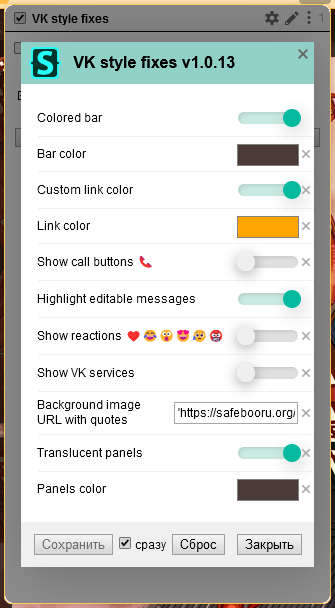 VK style fixes
1
VK style fixes v1.0.13
Colored bar
Bar color
Custom link color
Link color
Show call buttons 📞
Highlight editable messages
Show reactions ❤️😂😲😍😢🤬
Show VK services
Background image
URL with quotes
'https://safebooru.org/
Translucent panels
Panels color
Сохранить
сразу
Сброс
Закрыть